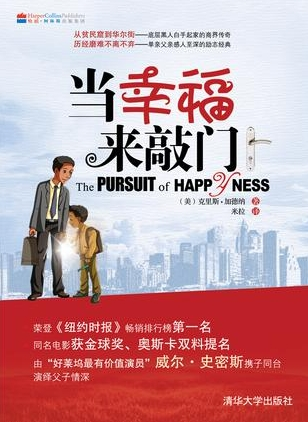 HarperCollinsPublishers
哈珀·柯林斯出版集团
从贫民窟到华尔街——底层黑人白手起家的商界传奇
历经磨难不离不弃——单亲父亲感人至深的励志经典
当幸福
来敲门
The PURSUIT of HAPPYNESS
(美) 克里斯·加德纳 著
米拉 译
荣登《纽约时报》畅销排行榜第一名
同名电影获金球奖、奥斯卡双料提名
由“好莱坞最有价值演员”威尔·史密斯携子同台
演绎父子情深
清华大学出版社